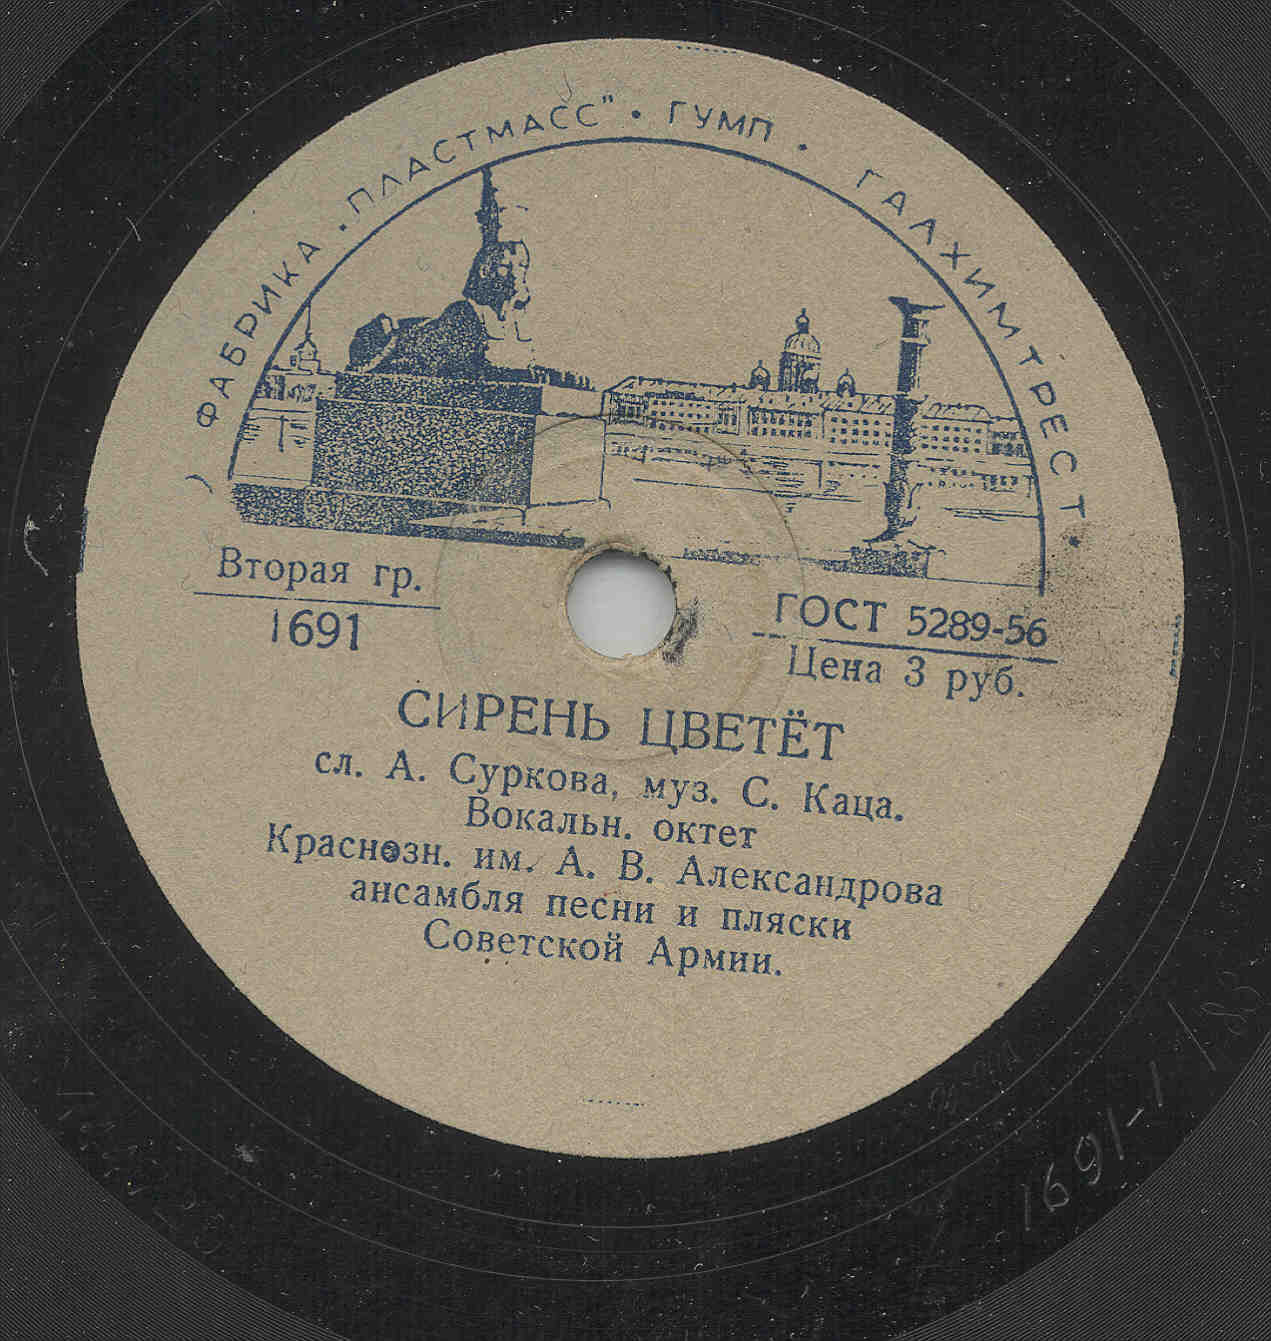 ФАБРИКА „ПЛАСТМАСС" · ГУМП · ГАЛХИМТРЕСТ ·
Вторая гр.
1691
ГОСТ 5289-56
Цена 3 руб.
СИРЕНЬ ЦВЕТЁТ
сл. А. Суркова, муз. С. Каца.
Вокальн. октет
Краснозн. им. А. В. Александрова
ансамбля песни и пляски
Советской Армии.
1691-1